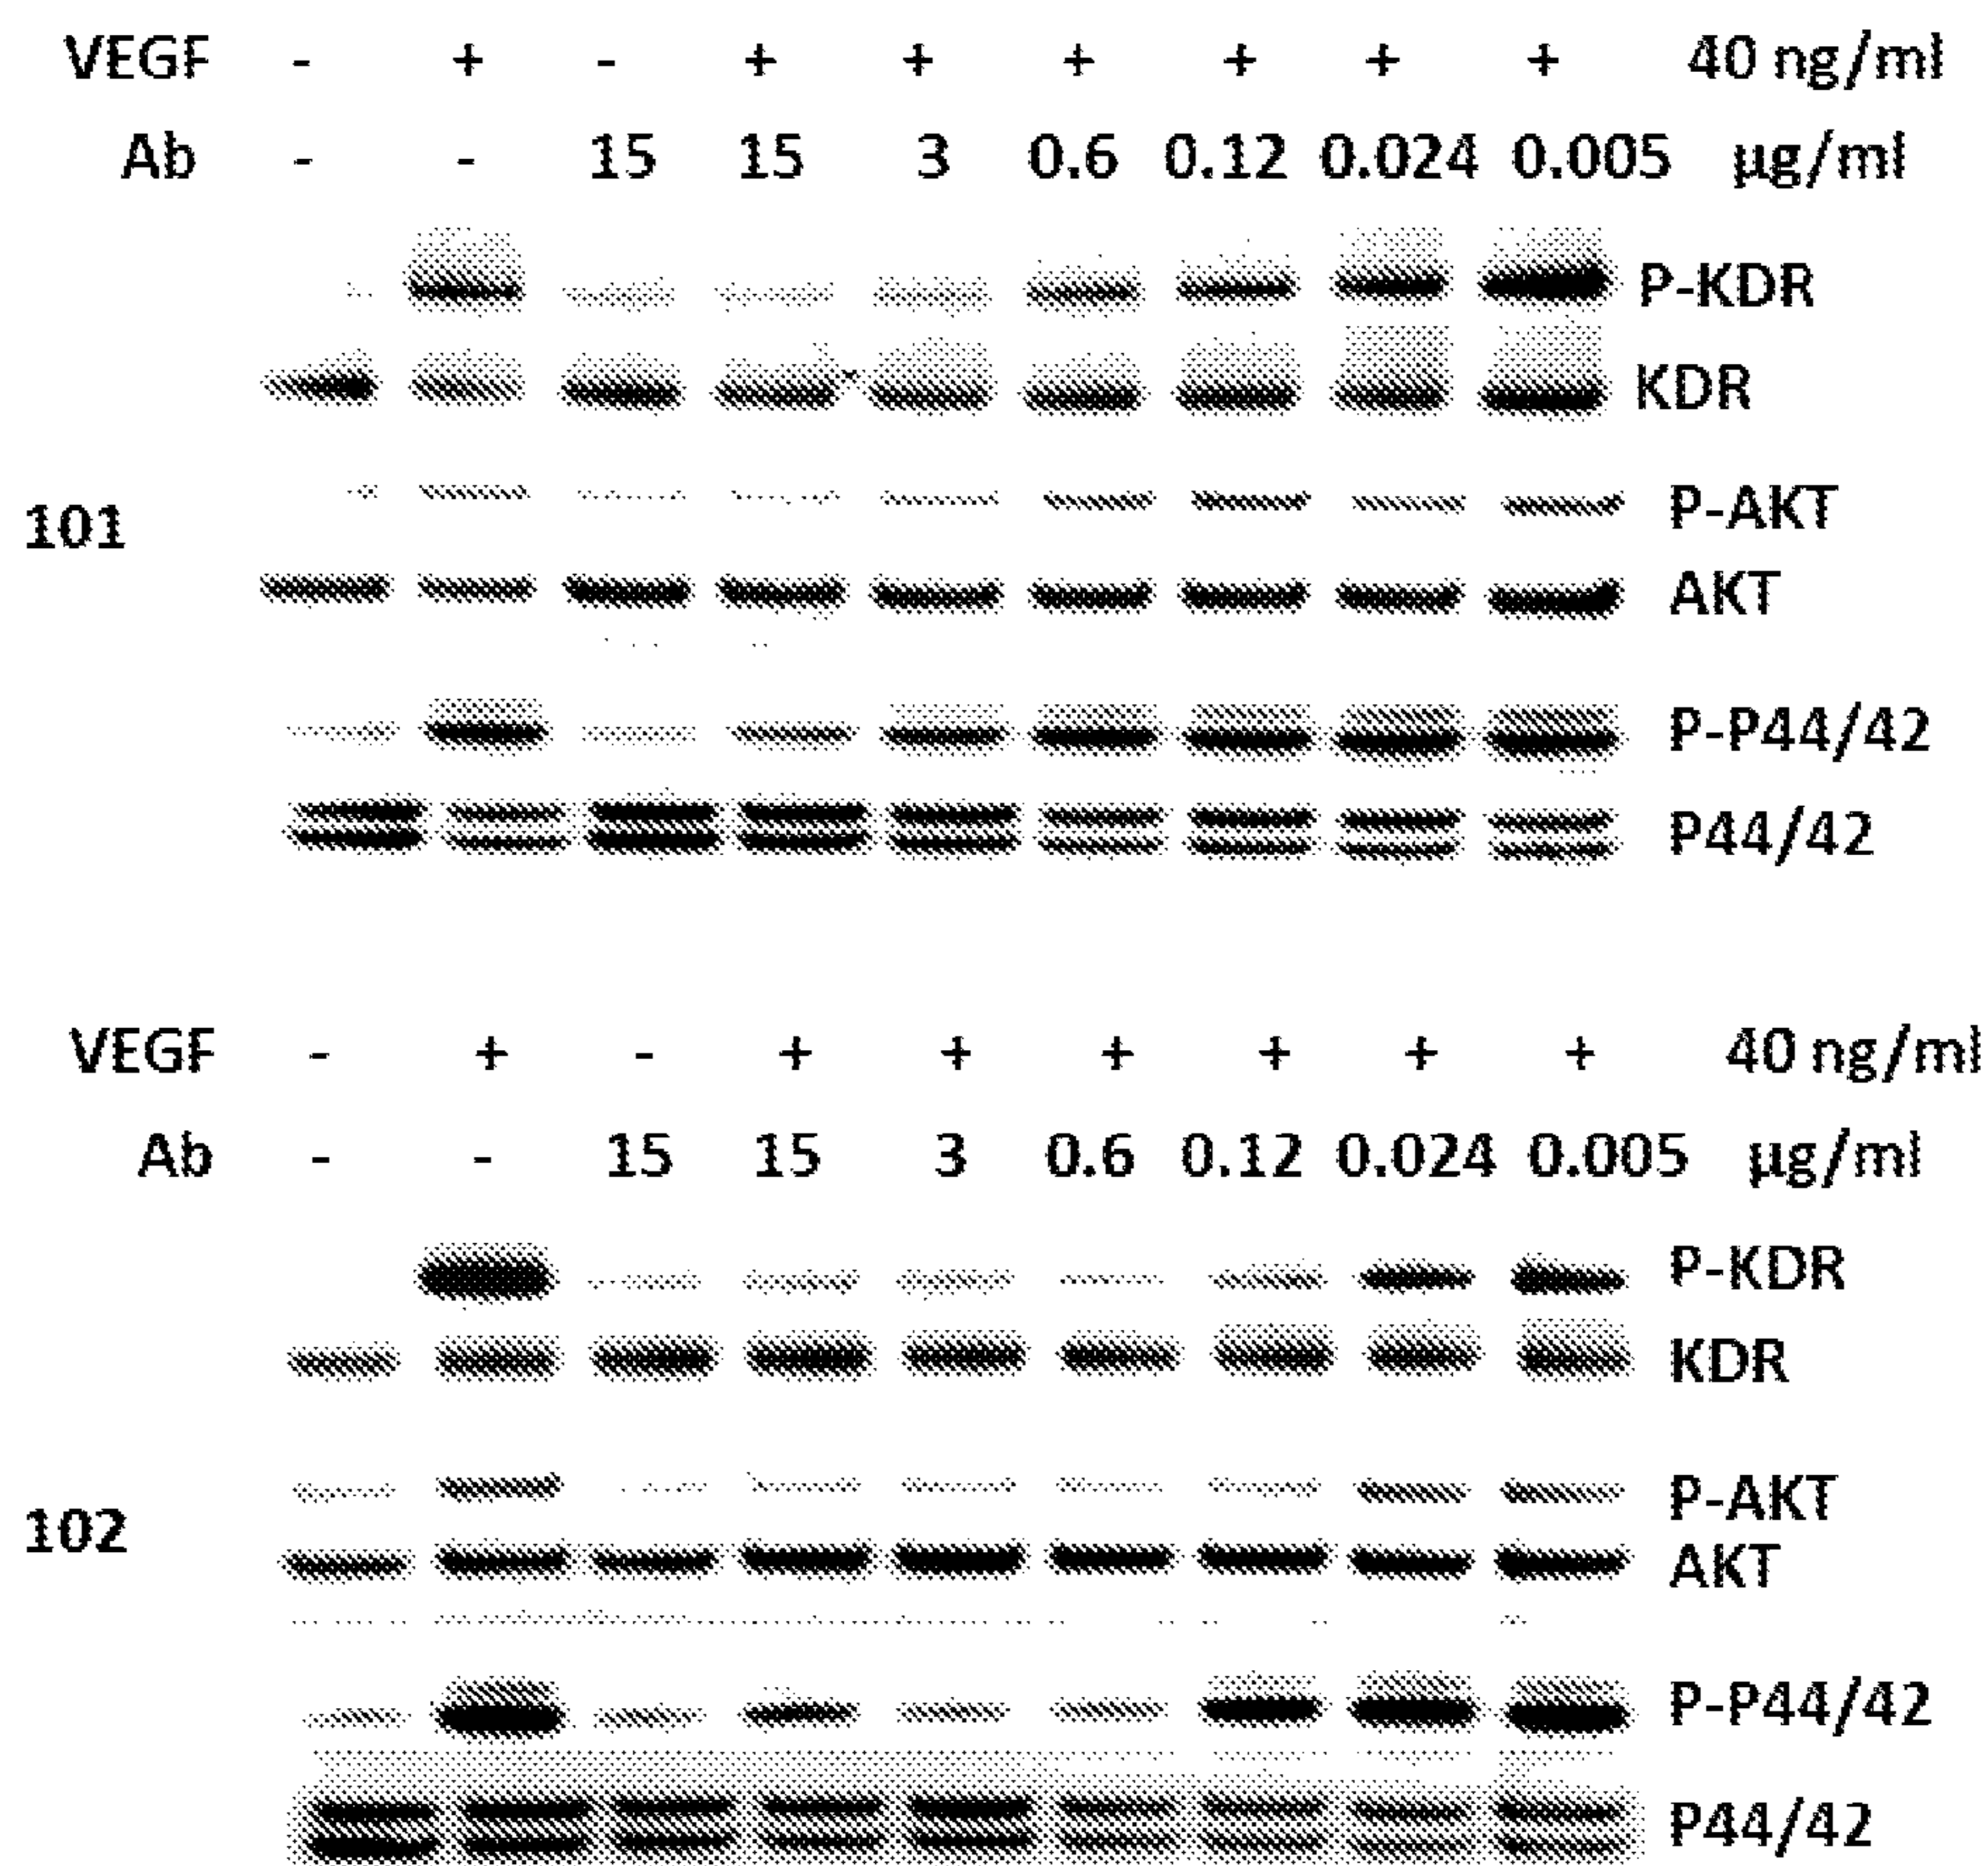 VEGF - + - + + + + + + 40 ng/ml
Ab - - 15 15 3 0.6 0.12 0.024 0.005 µg/ml
P-KDR
KDR
P-AKT
101
AKT
P-P44/42
P44/42
VEGF - + - + + + + + + 40 ng/ml
Ab - - 15 15 3 0.6 0.12 0.024 0.005 µg/ml
P-KDR
KDR
P-AKT
102
AKT
P-P44/42
P44/42